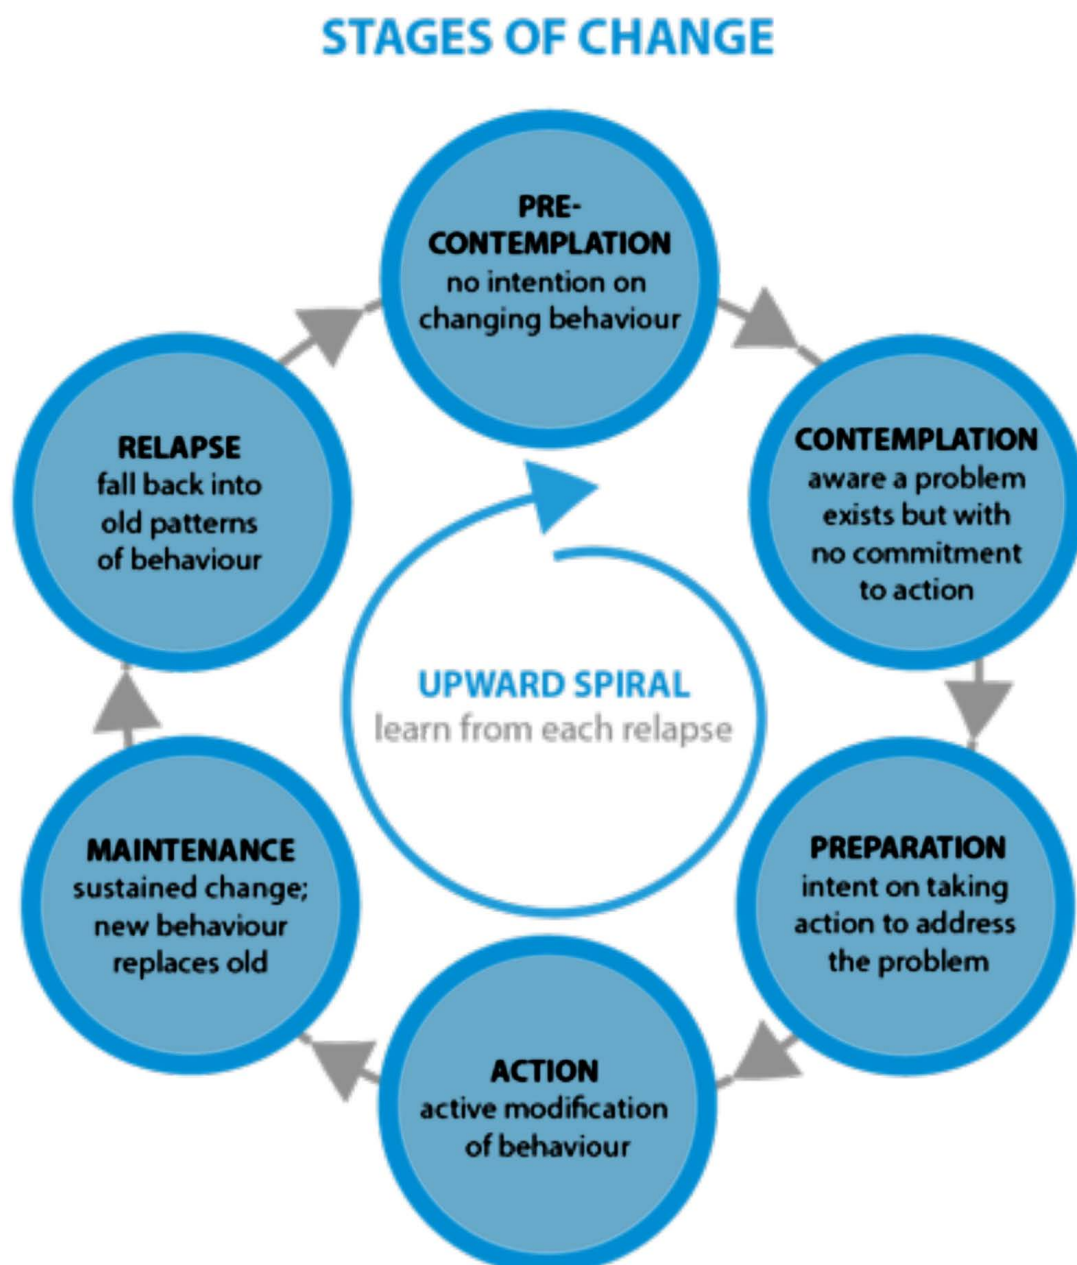 STAGES OF CHANGE
PRE-
CONTEMPLATION
no intention on
changing behaviour
CONTEMPLATION
aware a problem
exists but with
no commitment
to action
PREPARATION
intent on taking
action to address
the problem
ACTION
active modification
of behaviour
MAINTENANCE
sustained change;
new behaviour
replaces old
RELAPSE
fall back into
old patterns
of behaviour
UPWARD SPIRAL
learn from each relapse